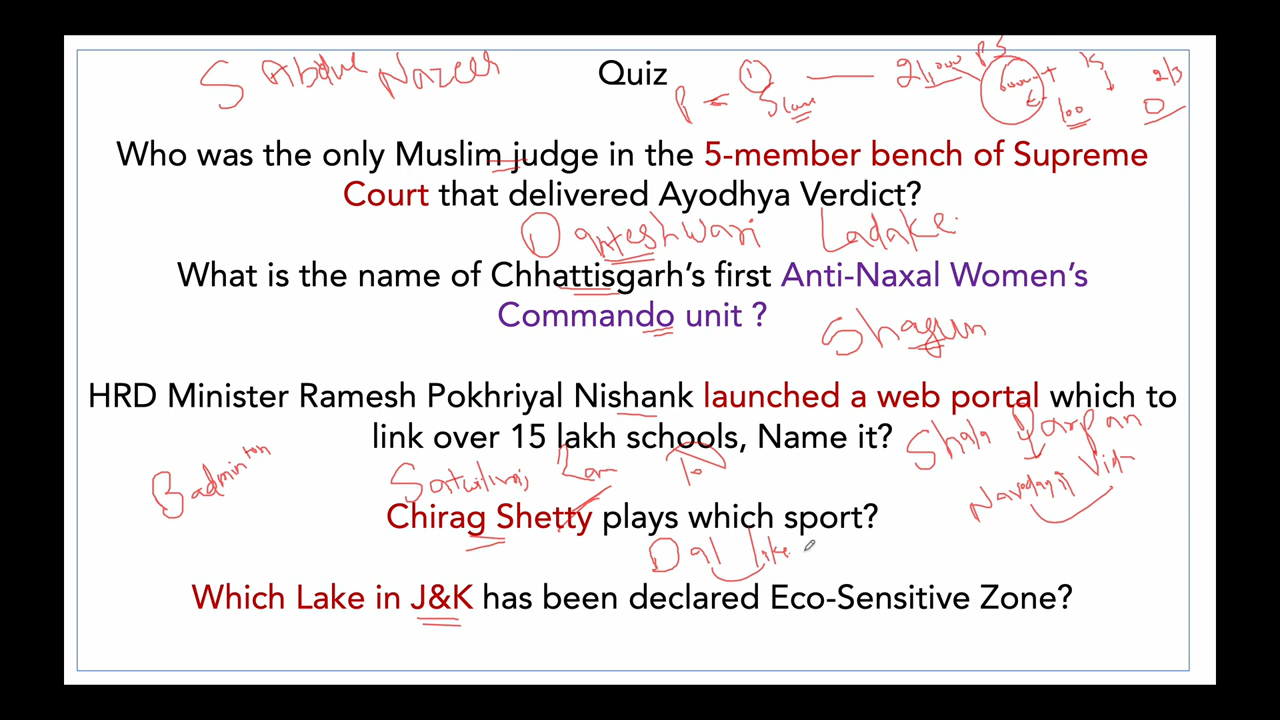 S Abdul Nazeer
Quiz
Who was the only Muslim judge in the 5-member bench of Supreme
Court that delivered Ayodhya Verdict?
Danteshwari Ladake
What is the name of Chhattisgarh's first Anti-Naxal Women's
Commando unit ?
Shagun
HRD Minister Ramesh Pokhriyal Nishank launched a web portal which to
link over 15 lakh schools, Name it?
Shala Darpan
Badminton
Chirag Shetty plays which sport?
Dal lake
Which Lake in J&K has been declared Eco-Sensitive Zone?